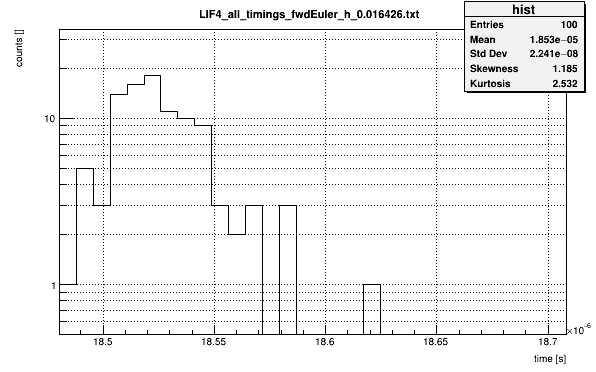 LIF4_all_timings_fwdEuler_h_0.016426.txt
hist
Entries 100
Mean 1.853e−05
Std Dev 2.241e−08
Skewness 1.185
Kurtosis 2.532
counts []
10
1
18.5 18.55 18.6 18.65 18.7
×10⁻⁶
time [s]